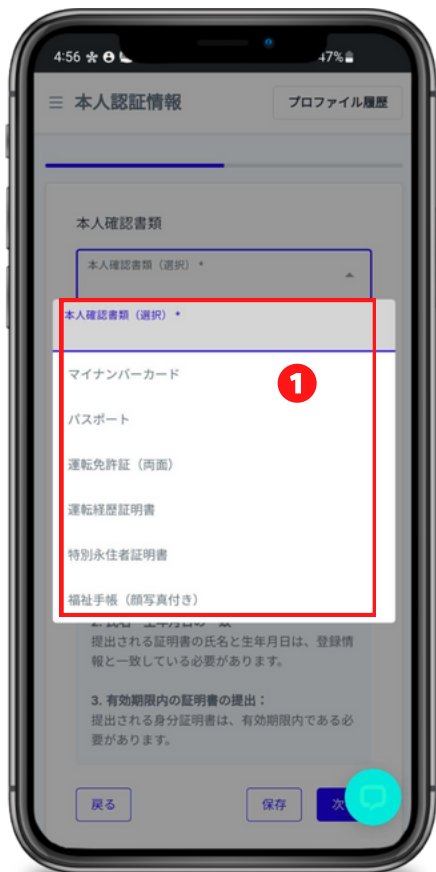 4:56
47%
本人認証情報
プロファイル履歴
本人確認書類
本人確認書類（選択） *
本人確認書類（選択） *
1
マイナンバーカード
パスポート
運転免許証（両面）
運転経歴証明書
特別永住者証明書
福祉手帳（顔写真付き）
提出される証明書の氏名と生年月日は、登録情
報と一致している必要があります。
3. 有効期限内の証明書の提出：
提出される身分証明書は、有効期限内である必
要があります。
戻る
保存
次